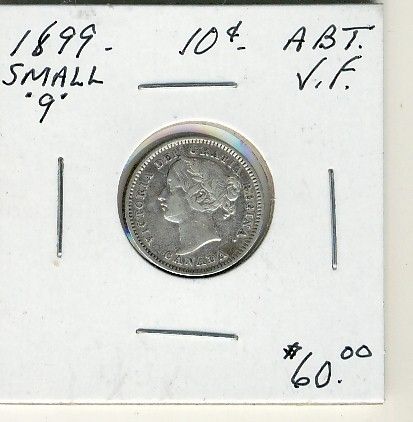 1899. 10¢. ABT.
SMALL V.F.
"9"
VICTORIA DEI GRATIA REGINA.
CANADA
$60.00